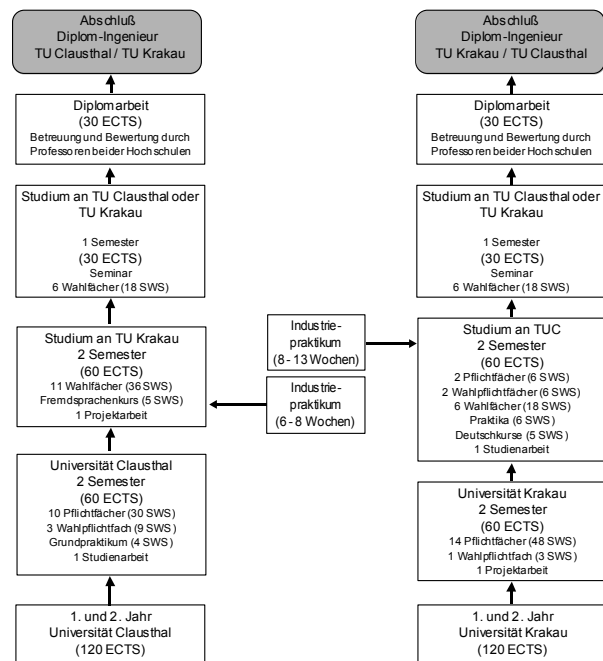 Abschluß
Diplom-Ingenieur
TU Clausthal / TU Krakau
Diplomarbeit
(30 ECTS)
Betreuung und Bewertung durch
Professoren beider Hochschulen
Studium an TU Clausthal oder
TU Krakau
1 Semester
(30 ECTS)
Seminar
6 Wahlfächer (18 SWS)
Studium an TU Krakau
2 Semester
(60 ECTS)
11 Wahlfächer (36 SWS)
Fremdsprachenkurs (5 SWS)
1 Projektarbeit
Universität Clausthal
2 Semester
(60 ECTS)
10 Pflichtfächer (30 SWS)
3 Wahlpflichtfach (9 SWS)
Grundpraktikum (4 SWS)
1 Studienarbeit
1. und 2. Jahr
Universität Clausthal
(120 ECTS)
Industrie-
praktikum
(8 - 13 Wochen)
Industrie-
praktikum
(6 - 8 Wochen)
Abschluß
Diplom-Ingenieur
TU Krakau / TU Clausthal
Diplomarbeit
(30 ECTS)
Betreuung und Bewertung durch
Professoren beider Hochschulen
Studium an TU Clausthal oder
TU Krakau
1 Semester
(30 ECTS)
Seminar
6 Wahlfächer (18 SWS)
Studium an TUC
2 Semester
(60 ECTS)
2 Pflichtfächer (6 SWS)
2 Wahlpflichtfächer (6 SWS)
6 Wahlfächer (18 SWS)
Praktika (6 SWS)
Deutschkurse (5 SWS)
1 Studienarbeit
Universität Krakau
2 Semester
(60 ECTS)
14 Pflichtfächer (48 SWS)
1 Wahlpflichtfach (3 SWS)
1 Projektarbeit
1. und 2. Jahr
Universität Krakau
(120 ECTS)